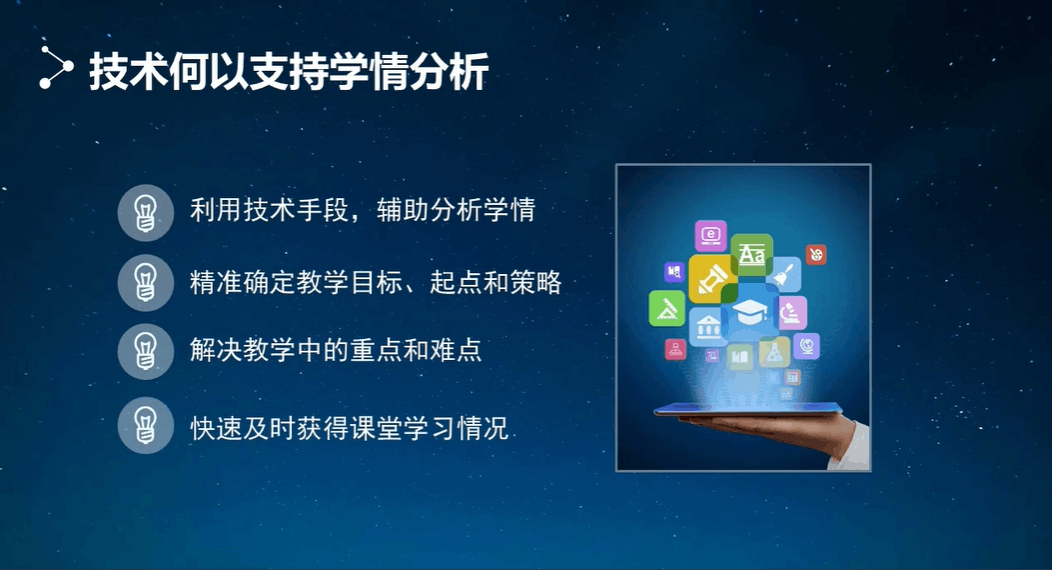 技术何以支持学情分析
利用技术手段，辅助分析学情
精准确定教学目标、起点和策略
解决教学中的重点和难点
快速及时获得课堂学习情况
e
Aa